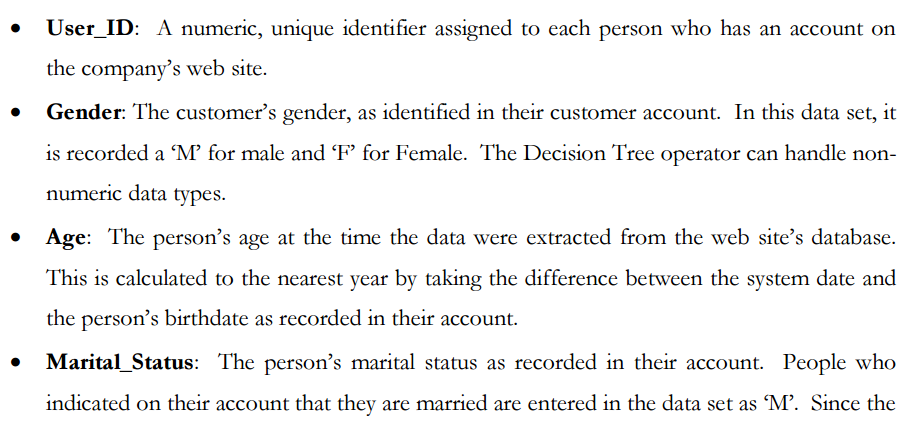 • User_ID: A numeric, unique identifier assigned to each person who has an account on
the company’s web site.
• Gender: The customer’s gender, as identified in their customer account. In this data set, it
is recorded a ‘M’ for male and ‘F’ for Female. The Decision Tree operator can handle non-
numeric data types.
• Age: The person’s age at the time the data were extracted from the web site’s database.
This is calculated to the nearest year by taking the difference between the system date and
the person’s birthdate as recorded in their account.
• Marital_Status: The person’s marital status as recorded in their account. People who
indicated on their account that they are married are entered in the data set as ‘M’. Since the